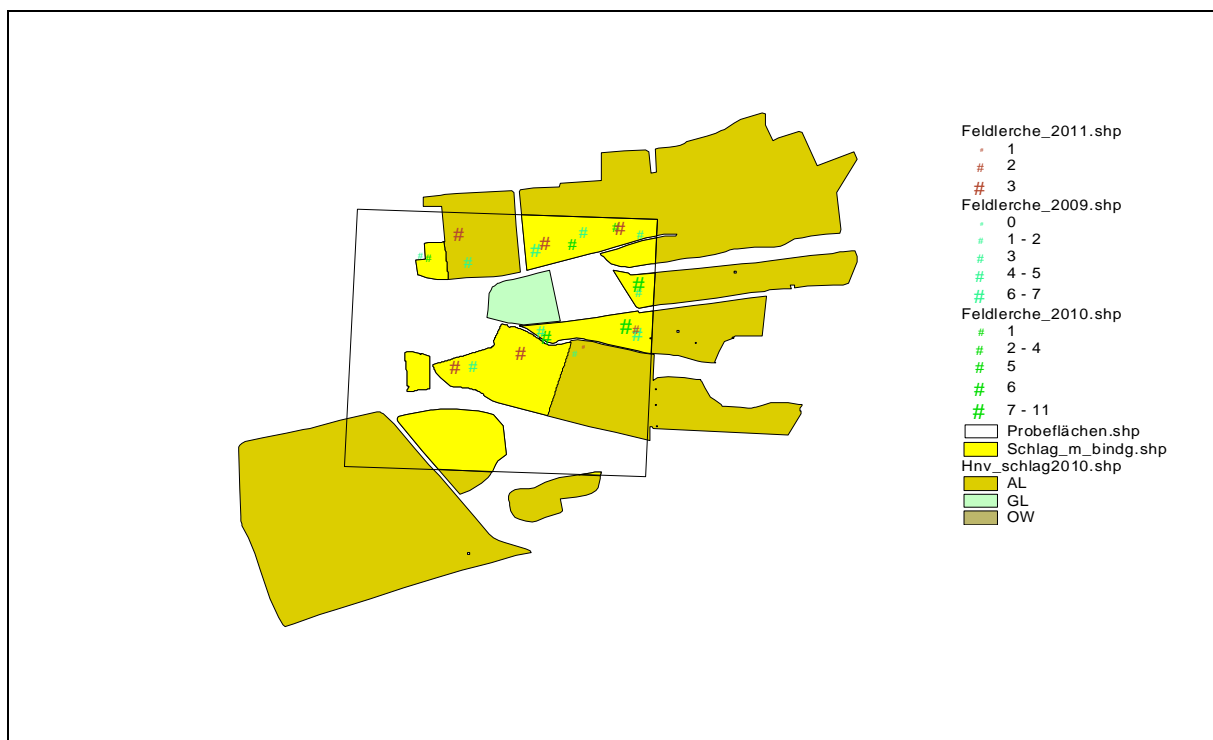 Feldlerche_2011.shp
# 1
# 2
# 3
Feldlerche_2009.shp
# 0
# 1 - 2
# 3
# 4 - 5
# 6 - 7
Feldlerche_2010.shp
# 1
# 2 - 4
# 5
# 6
# 7 - 11
Probeflächen.shp
Schlag_m_bindg.shp
Hnv_schlag2010.shp
AL
GL
OW